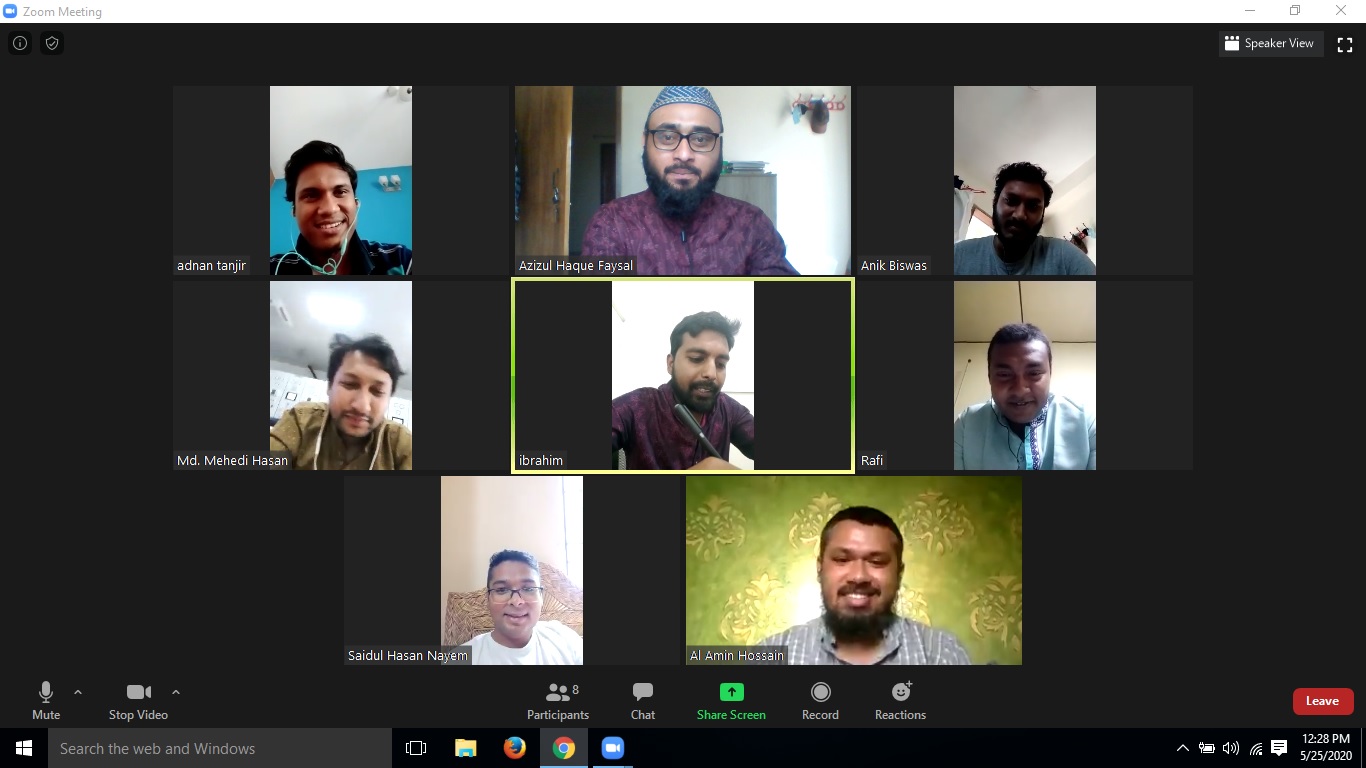 Zoom Meeting
Speaker View
adnan tanjir
Azizul Haque Faysal
Anik Biswas
Md. Mehedi Hasan
ibrahim
Rafi
Saidul Hasan Nayem
Al Amin Hossain
8
Mute
Stop Video
Participants
Chat
Share Screen
Record
Reactions
Leave
Search the web and Windows
12:28 PM
5/25/2020